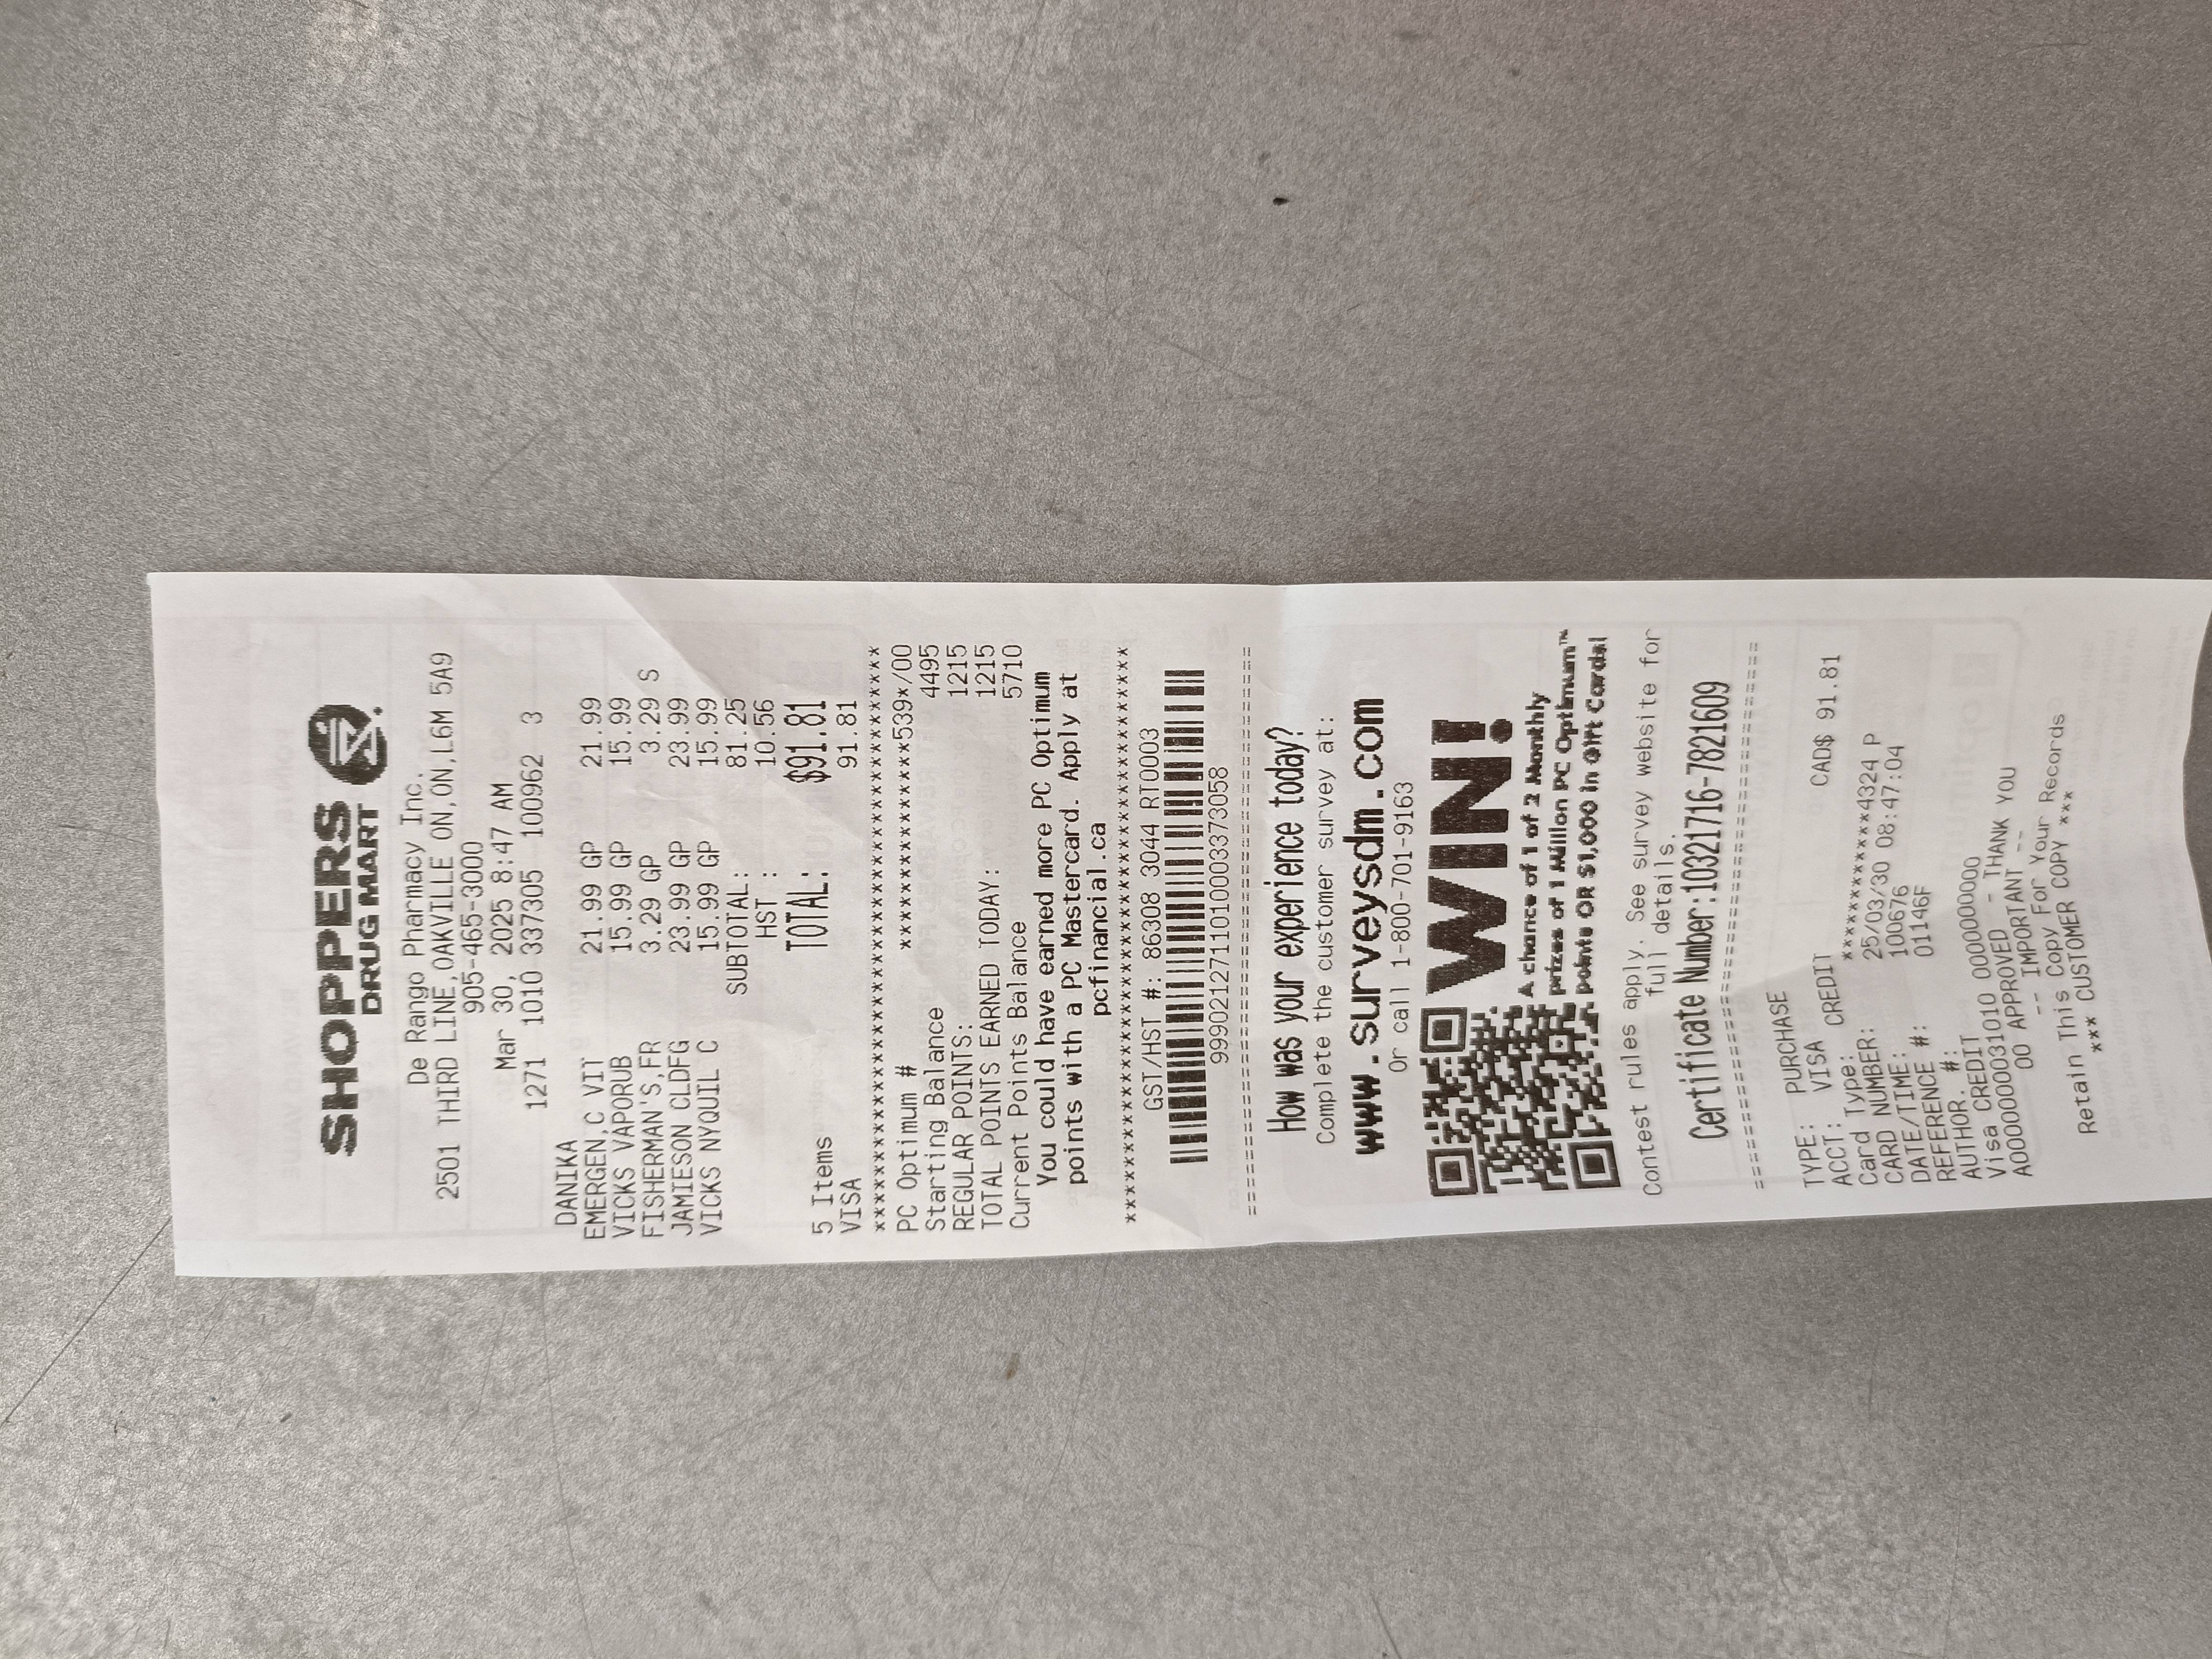 SHOPPERS
DRUG MART
De Rango Pharmacy Inc.
2501 THIRD LINE,OAKVILLE ON,ON,L6M 5A9
905-465-3000
Mar 30, 2025 8:47 AM
1271 1010 337305 100962 3
DANIKA
EMERGEN,C VIT 21.99 GP 21.99
VICKS VAPORUB 15.99 GP 15.99
FISHERMAN'S,FR 3.29 GP 3.29 S
JAMIESON CLDFG 23.99 GP 23.99
VICKS NYQUIL C 15.99 GP 15.99
SUBTOTAL: 81.25
HST : 10.56
5 Items TOTAL: $91.81
VISA 91.81
PC Optimum # **********539*/00
Starting Balance 4495
REGULAR POINTS: 1215
TOTAL POINTS EARNED TODAY: 1215
Current Points Balance 5710
You could have earned more PC Optimum
points with a PC Mastercard. Apply at
pcfinancial.ca
GST/HST #: 86308 3044 RT0003
9990212711010003373058
How was your experience today?
Complete the customer survey at:
www.surveysdm.com
Or call 1-800-701-9163
WIN!
A chance of 1 of 2 Monthly
prizes of 1 Million PC Optimum™
points OR $1,000 in Gift Cards!
Contest rules apply. See survey website for
full details.
Certificate Number:10321716-7821609
TYPE: PURCHASE
ACCT: VISA CREDIT CAD$ 91.81
Card Type:
CARD NUMBER: ************4324 P
DATE/TIME: 25/03/30 08:47:04
REFERENCE #: 100676
AUTHOR. #: 01146F
Visa CREDIT
A0000000031010 0000000000
00 APPROVED - THANK YOU
-- IMPORTANT --
Retain This Copy For Your Records
*** CUSTOMER COPY ***